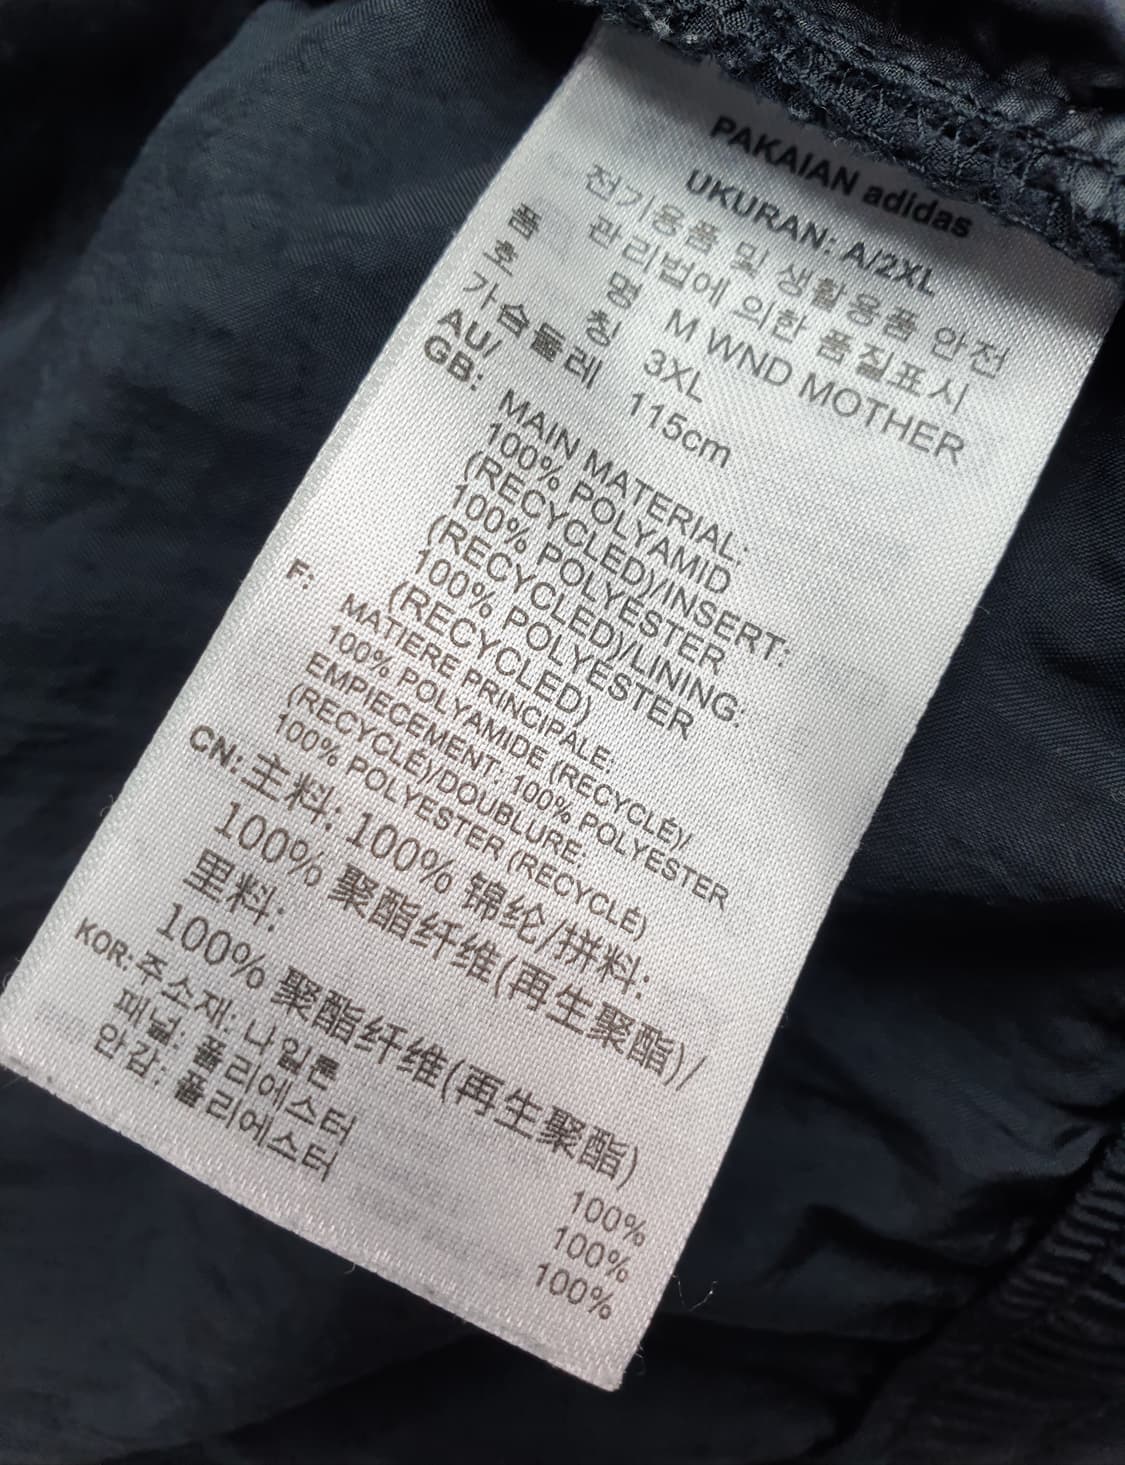 PAKAIAN adidas
UKURAN: A/2XL
전기용품 및 생활용품 안전
관리법에 의한 품질표시
품 명 M WND MOTHER
호 칭 3XL
가슴둘레 115cm
AU/
GB: MAIN MATERIAL:
100% POLYAMID
(RECYCLED)/INSERT:
100% POLYESTER
(RECYCLED)/LINING:
100% POLYESTER
(RECYCLED)
F: MATIERE PRINCIPALE:
100% POLYAMIDE (RECYCLÉ)/
EMPIECEMENT: 100% POLYESTER
(RECYCLÉ)/DOUBLURE:
100% POLYESTER (RECYCLÉ)
CN: 主料: 100% 锦纶/拼料:
100% 聚酯纤维(再生聚酯)/
里料:
100% 聚酯纤维(再生聚酯)
KOR: 주소재: 나일론 100%
패널: 폴리에스터 100%
안감: 폴리에스터 100%